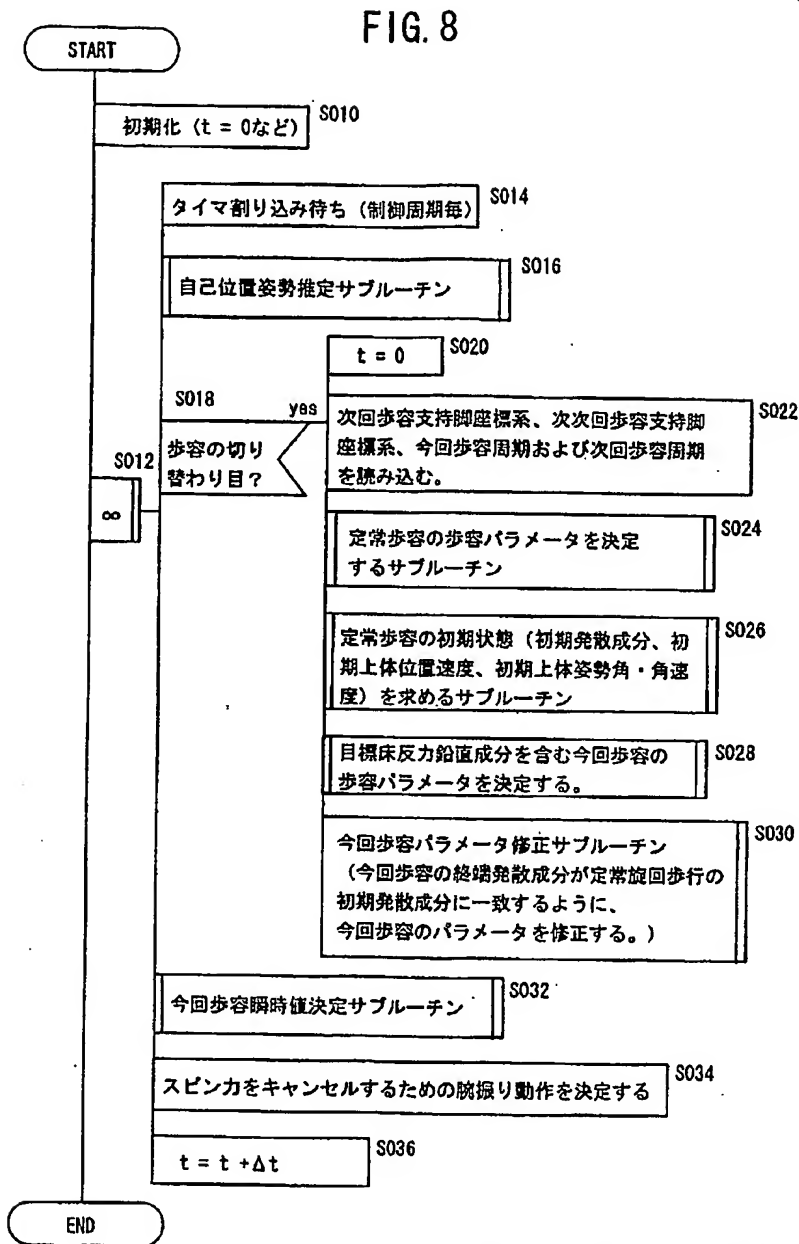 FIG. 8
START
初期化 (t = 0など)
S010
タイマ割り込み待ち (制御周期毎)
S014
自己位置姿勢推定サブルーチン
S016
t = 0
S020
S018
yes
歩容の切り
替わり目?
S012
∞
次回歩容支持脚座標系、次次回歩容支持脚
座標系、今回歩容周期および次回歩容周期
を読み込む。
S022
定常歩容の歩容パラメータを決定
するサブルーチン
S024
定常歩容の初期状態 (初期発散成分、初
期上体位置速度、初期上体姿勢角・角速
度) を求めるサブルーチン
S026
目標床反力鉛直成分を含む今回歩容の
歩容パラメータを決定する。
S028
今回歩容パラメータ修正サブルーチン
(今回歩容の終端発散成分が定常旋回歩行の
初期発散成分に一致するように、
今回歩容のパラメータを修正する。)
S030
今回歩容瞬時値決定サブルーチン
S032
スピン力をキャンセルするための腕振り動作を決定する
S034
t = t +Δt
S036
END